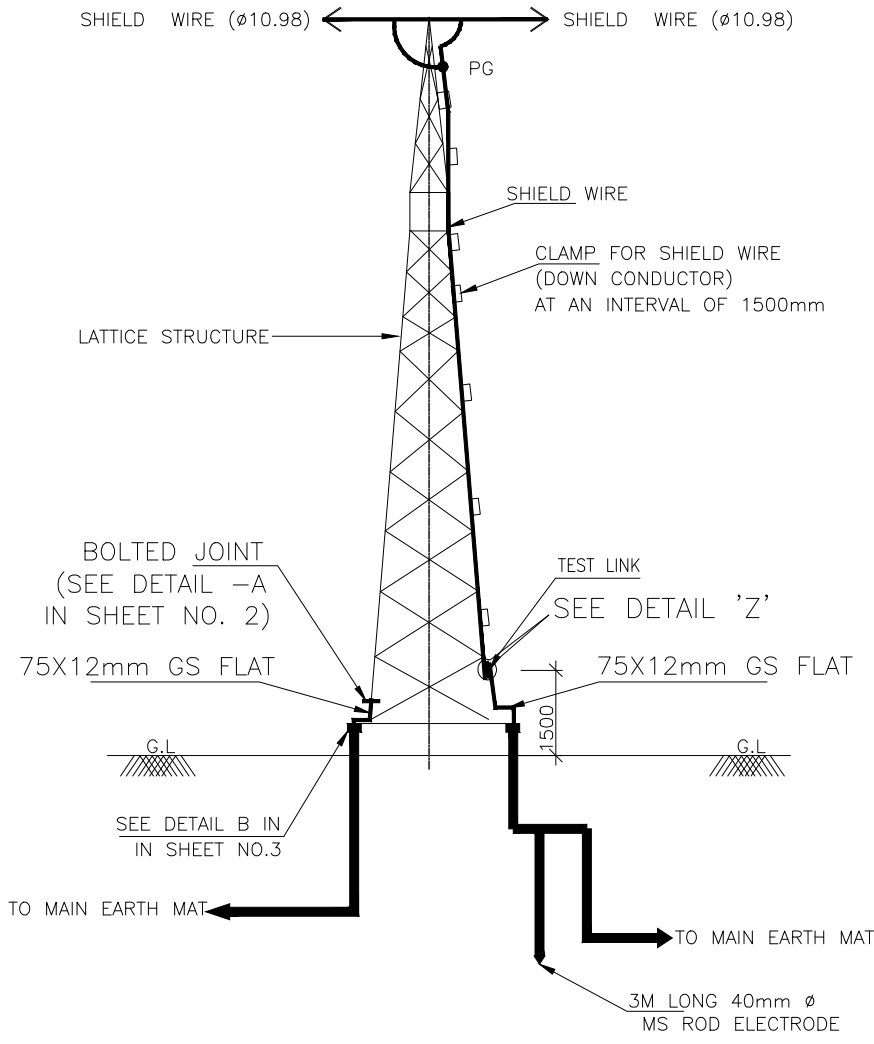 SHIELD WIRE (ø10.98)
SHIELD WIRE (ø10.98)
PG
SHIELD WIRE
CLAMP FOR SHIELD WIRE
(DOWN CONDUCTOR)
AT AN INTERVAL OF 1500mm
LATTICE STRUCTURE
BOLTED JOINT
(SEE DETAIL -A
IN SHEET NO. 2)
TEST LINK
SEE DETAIL 'Z'
75X12mm GS FLAT
75X12mm GS FLAT
1500
G.L
G.L
SEE DETAIL B IN
IN SHEET NO.3
TO MAIN EARTH MAT
TO MAIN EARTH MAT
3M LONG 40mm ø
MS ROD ELECTRODE